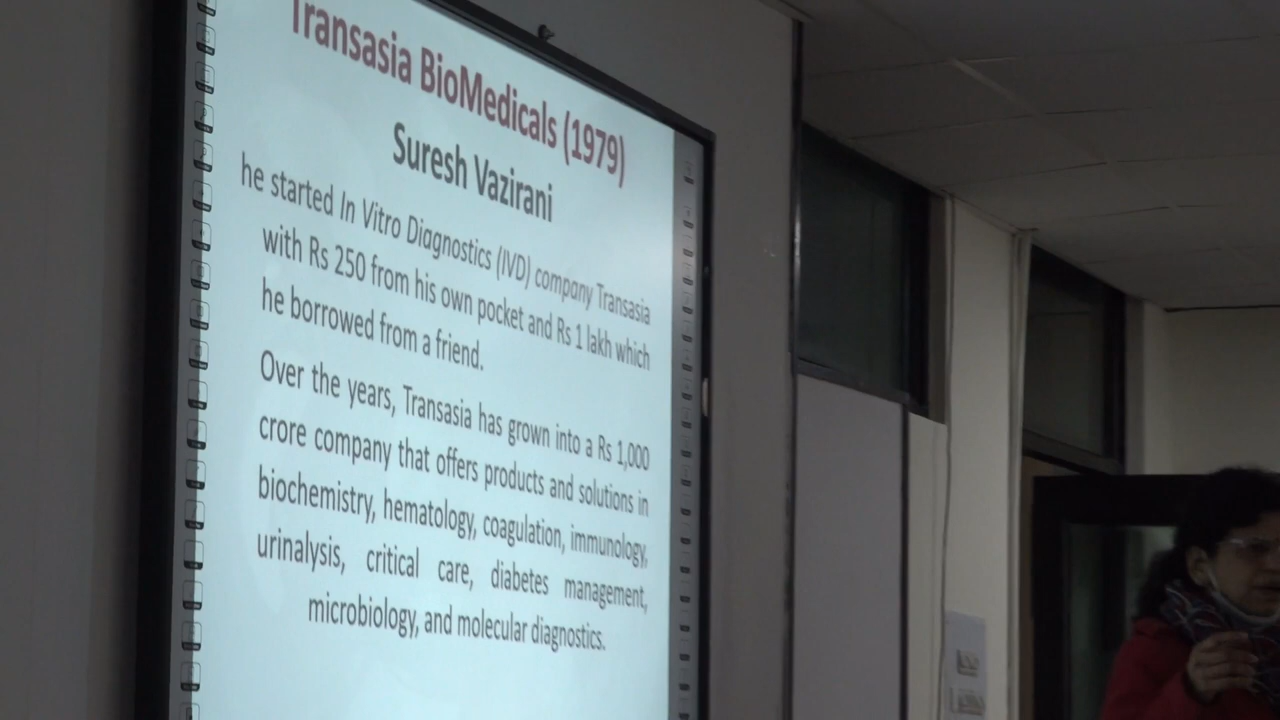 Transasia BioMedicals (1979)
Suresh Vazirani
he started In Vitro Diagnostics (IVD) company Transasia
with Rs 250 from his own pocket and Rs 1 lakh which
he borrowed from a friend.
Over the years, Transasia has grown into a Rs 1,000
crore company that offers products and solutions in
biochemistry, hematology, coagulation, immunology,
urinalysis, critical care, diabetes management,
microbiology, and molecular diagnostics.